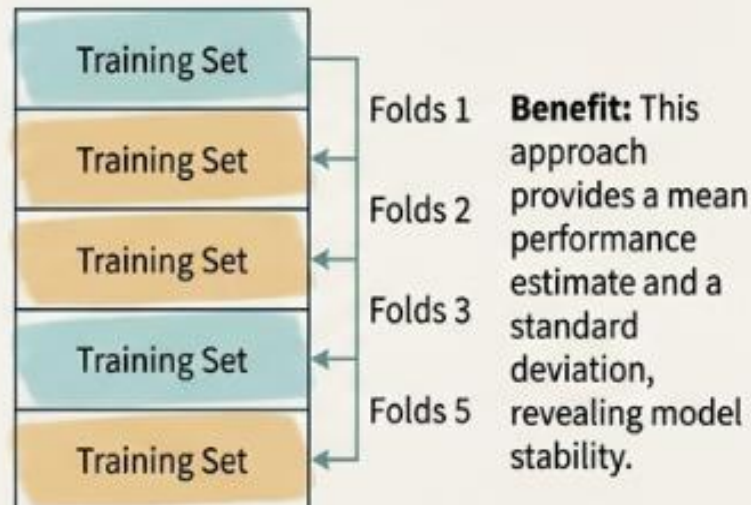 Training Set
Training Set
Training Set
Training Set
Training Set
Folds 1
Folds 2
Folds 3
Folds 5
Benefit: This
approach
provides a mean
performance
estimate and a
standard
deviation,
revealing model
stability.